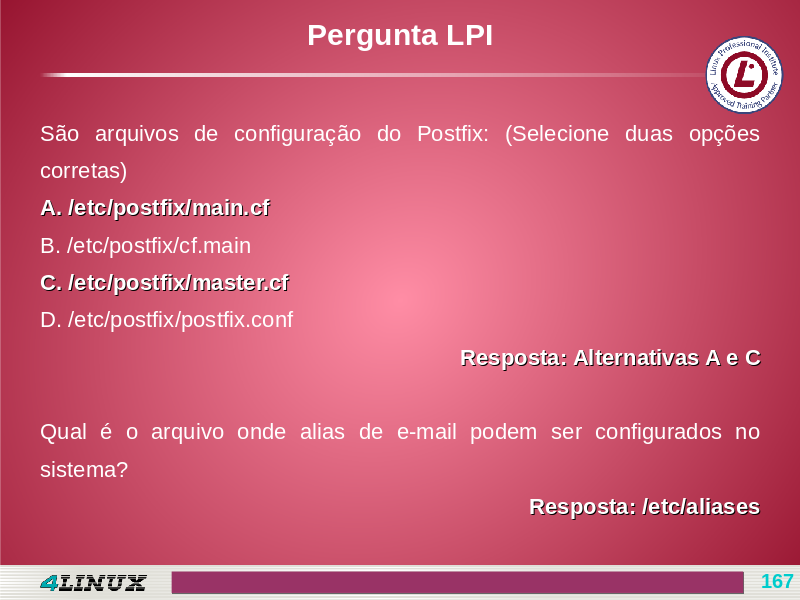 Pergunta LPI
Linux Professional Institute
Approved Training Partner
São arquivos de configuração do Postfix: (Selecione duas opções
corretas)
A. /etc/postfix/main.cf
B. /etc/postfix/cf.main
C. /etc/postfix/master.cf
D. /etc/postfix/postfix.conf
Resposta: Alternativas A e C
Qual é o arquivo onde alias de e-mail podem ser configurados no
sistema?
Resposta: /etc/aliases
4LINUX
167